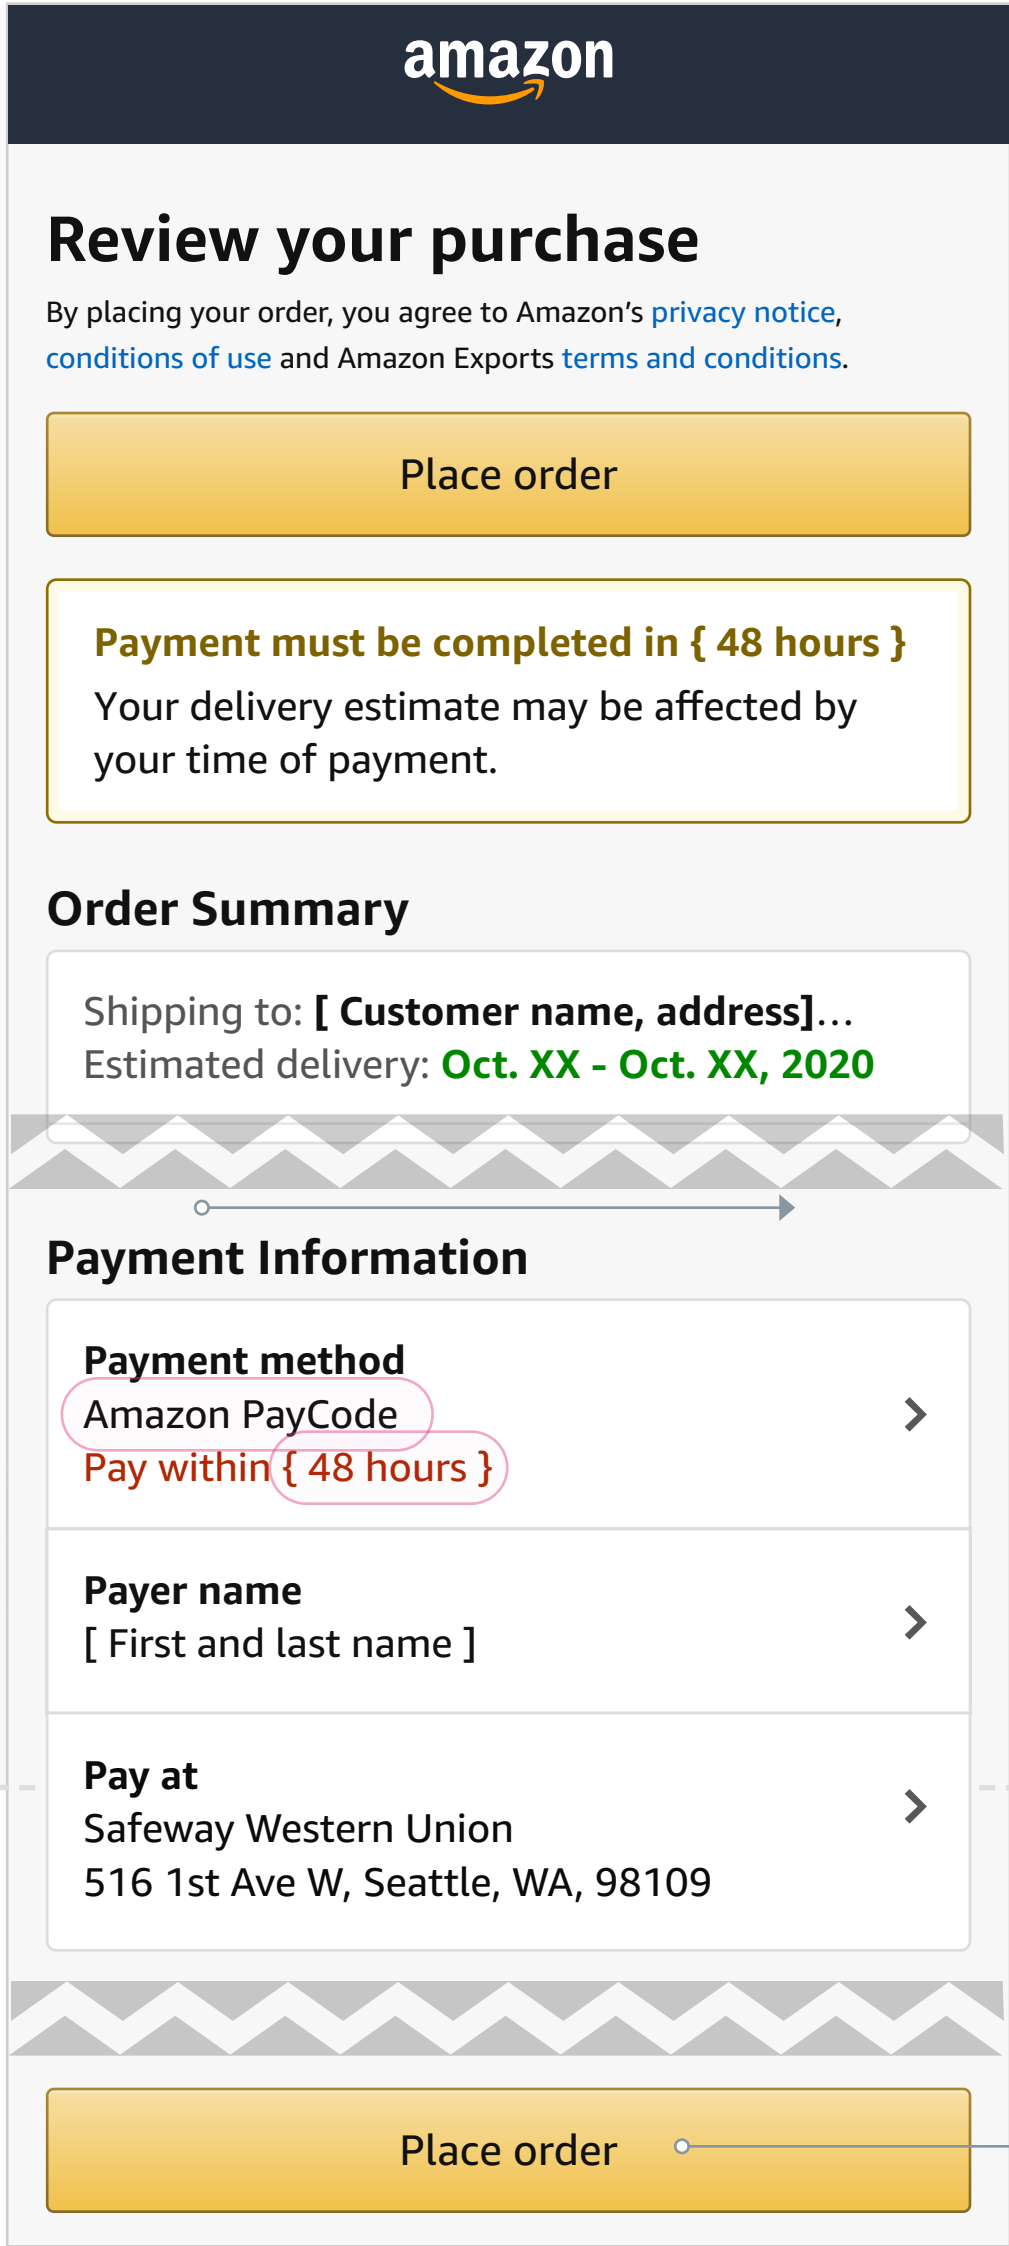 amazon
Review your purchase
By placing your order, you agree to Amazon's privacy notice,
conditions of use and Amazon Exports terms and conditions.
Place order
Payment must be completed in { 48 hours }
Your delivery estimate may be affected by
your time of payment.
Order Summary
Shipping to: [ Customer name, address]...
Estimated delivery: Oct. XX - Oct. XX, 2020
Payment Information
Payment method
Amazon PayCode
Pay within { 48 hours }
Payer name
[ First and last name ]
Pay at
Safeway Western Union
516 1st Ave W, Seattle, WA, 98109
Place order